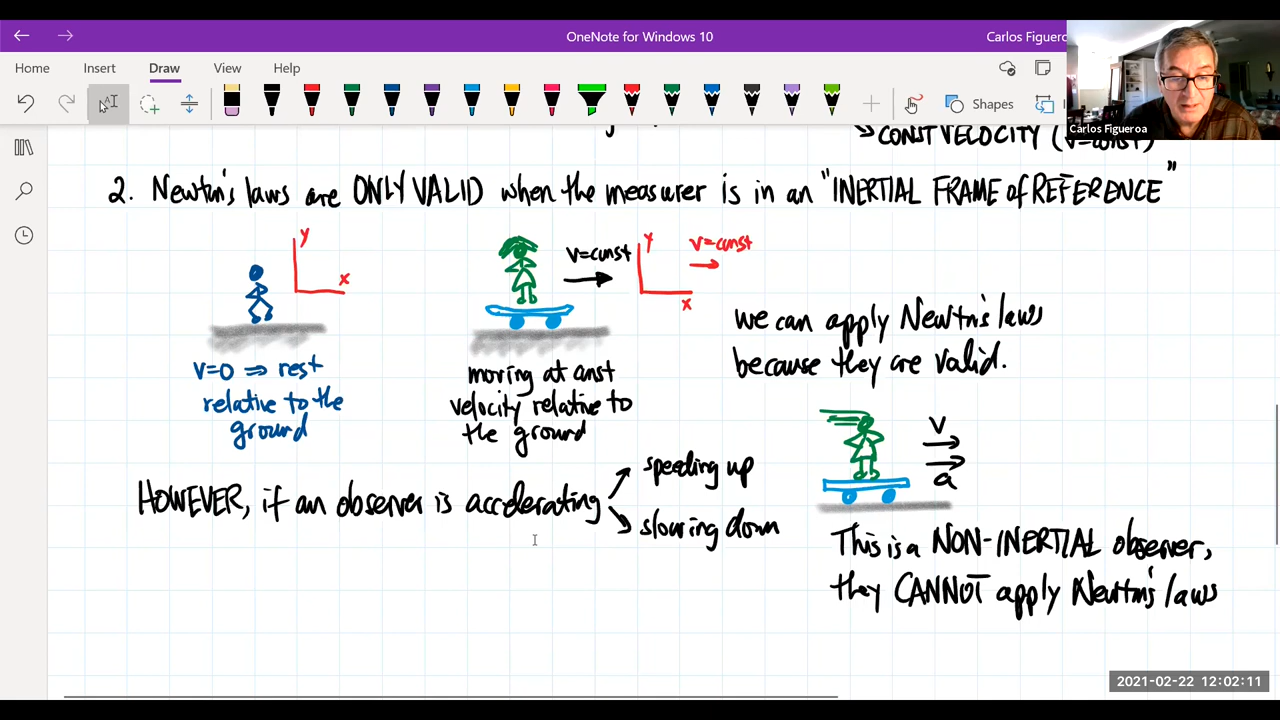 OneNote for Windows 10
Carlos Figuero
Home Insert Draw View Help
Shapes
Carlos Figueroa
CONST VELOCITY (v=const)
2. Newton's laws are ONLY VALID when the measurer is in an "INERTIAL FRAME of REFERENCE"
y
x
v=const
y
v=const
x
v=0 ⇒ rest
relative to the
ground
moving at const
velocity relative to
the ground
we can apply Newton's laws
because they are valid.
HOWEVER, if an observer is accelerating
speeding up
slowing down
v
a
This is a NON-INERTIAL observer,
they CANNOT apply Newton's laws
2021-02-22 12:02:11